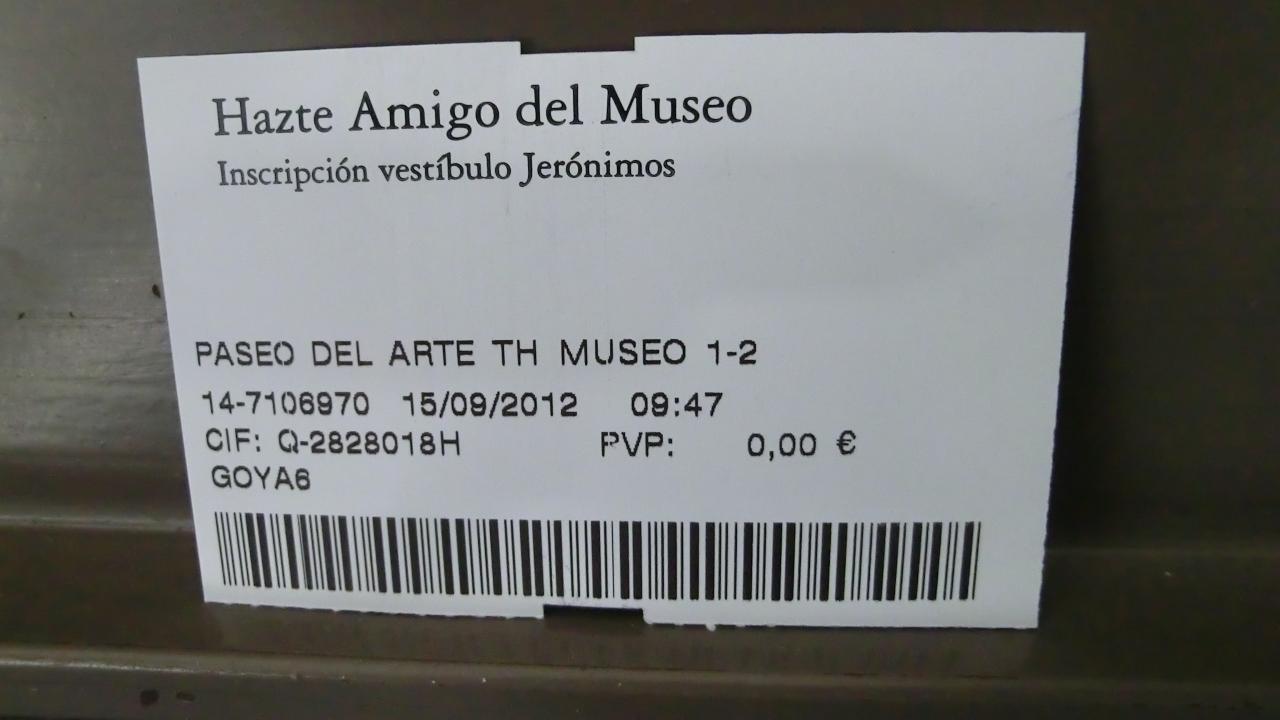 Hazte Amigo del Museo
Inscripción vestíbulo Jerónimos
PASEO DEL ARTE TH MUSEO 1-2
14-7106970 15/09/2012 09:47
CIF: Q-2828018H PVP: 0,00 €
GOYA6